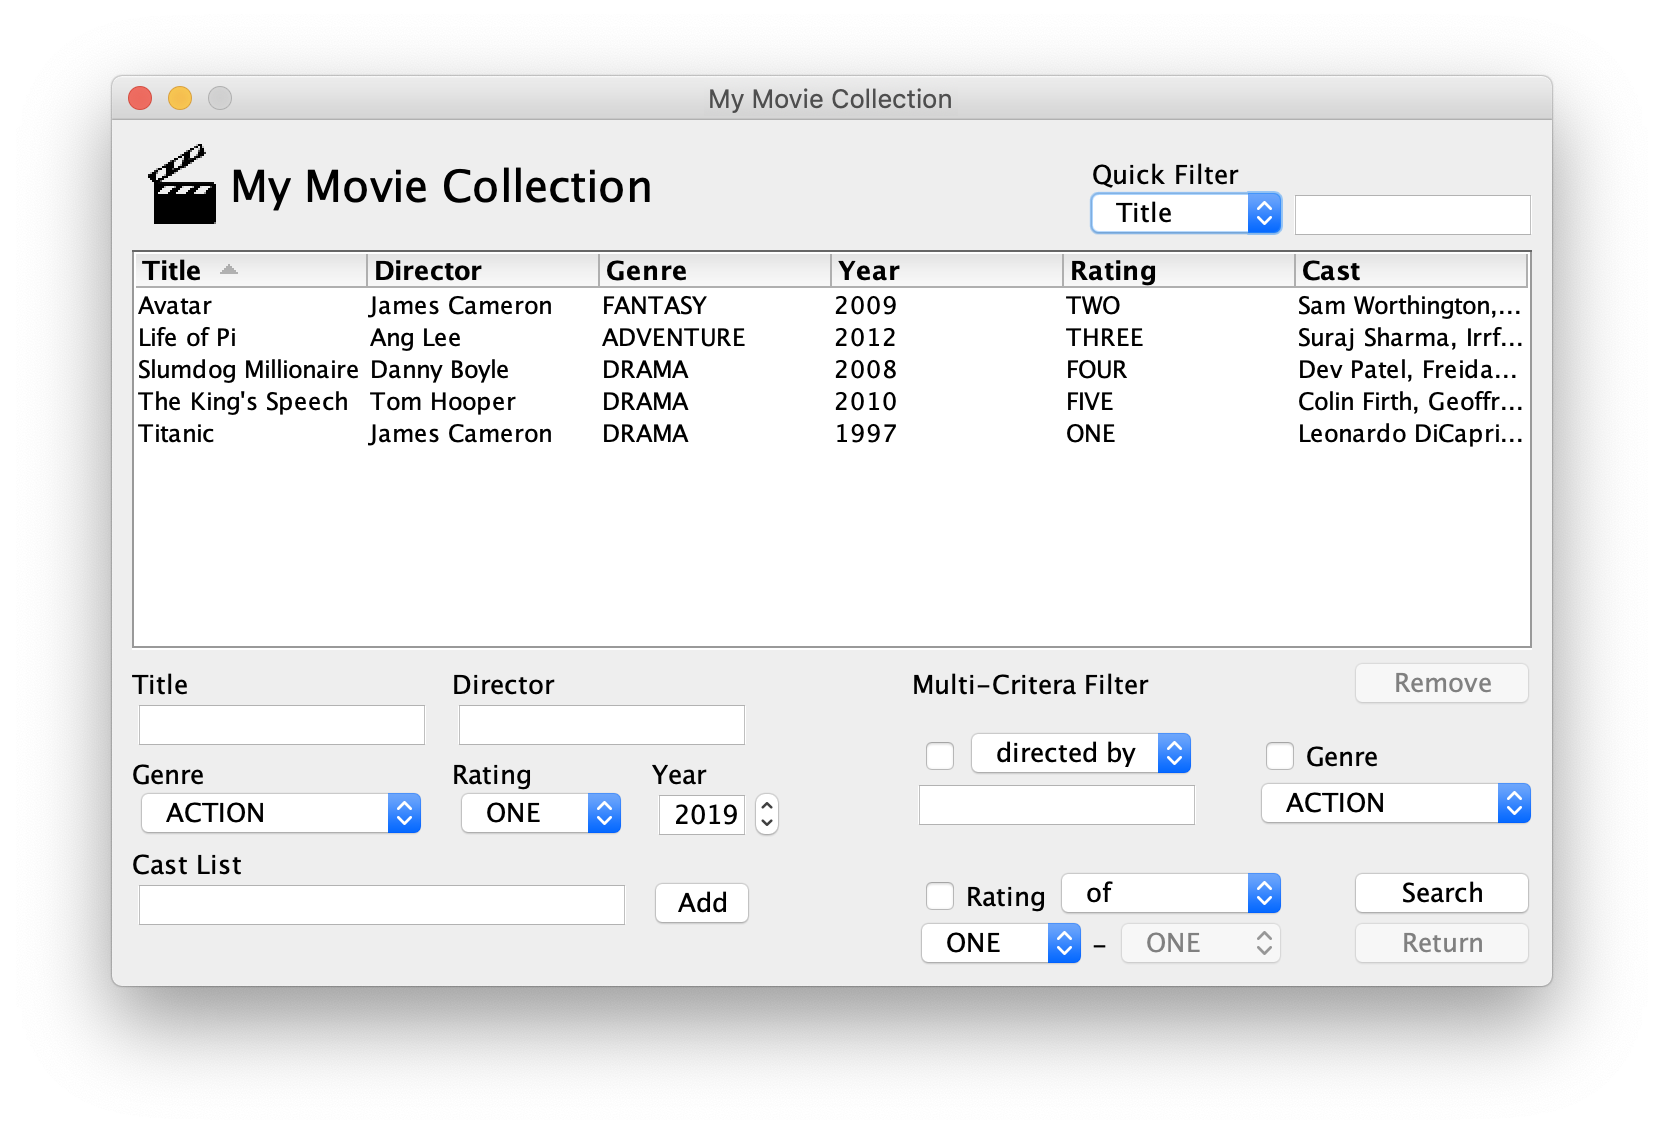 My Movie Collection
My Movie Collection
Quick Filter
Title
Title Director Genre Year Rating Cast
Avatar James Cameron FANTASY 2009 TWO Sam Worthington,...
Life of Pi Ang Lee ADVENTURE 2012 THREE Suraj Sharma, Irrf...
Slumdog Millionaire Danny Boyle DRAMA 2008 FOUR Dev Patel, Freida...
The King's Speech Tom Hooper DRAMA 2010 FIVE Colin Firth, Geoffr...
Titanic James Cameron DRAMA 1997 ONE Leonardo DiCapri...
Title Director Multi-Critera Filter Remove
directed by Genre
Genre Rating Year
ACTION ONE 2019 ACTION
Cast List
Add Rating of Search
ONE - ONE Return